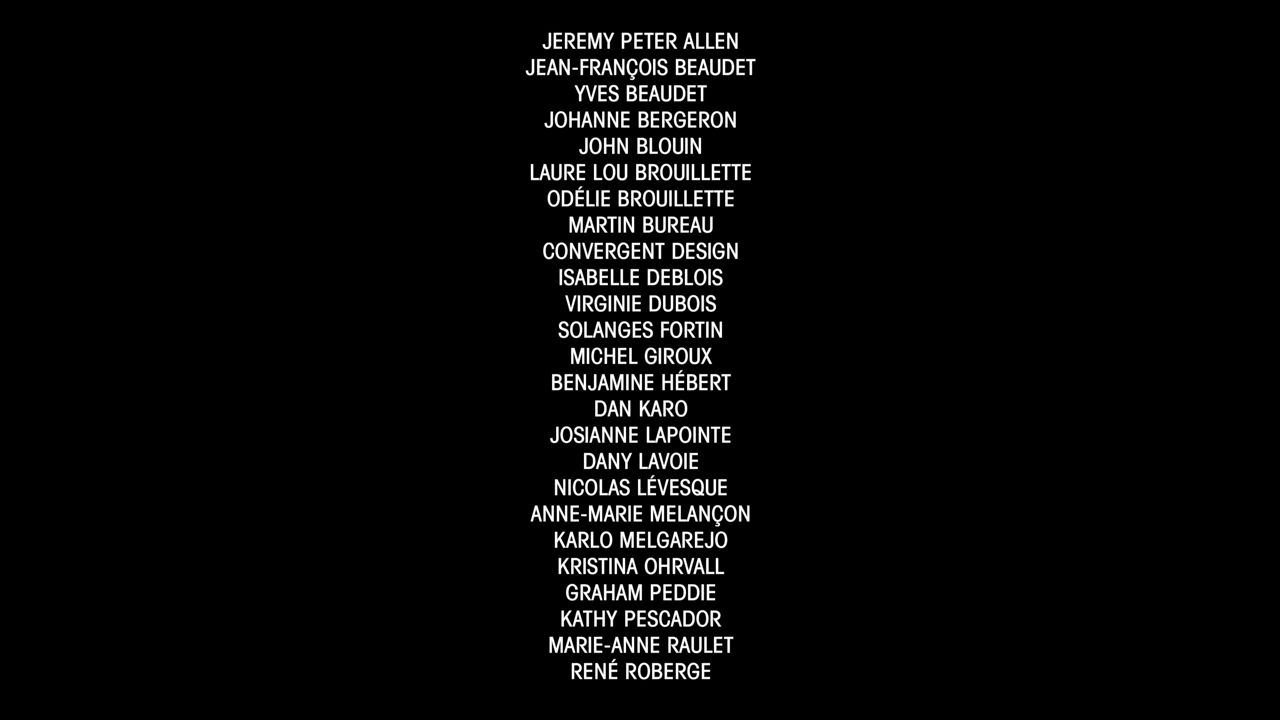 JEREMY PETER ALLEN
JEAN-FRANÇOIS BEAUDET
YVES BEAUDET
JOHANNE BERGERON
JOHN BLOUIN
LAURE LOU BROUILLETTE
ODÉLIE BROUILLETTE
MARTIN BUREAU
CONVERGENT DESIGN
ISABELLE DEBLOIS
VIRGINIE DUBOIS
SOLANGES FORTIN
MICHEL GIROUX
BENJAMINE HÉBERT
DAN KARO
JOSIANNE LAPOINTE
DANY LAVOIE
NICOLAS LÉVESQUE
ANNE-MARIE MELANÇON
KARLO MELGAREJO
KRISTINA OHRVALL
GRAHAM PEDDIE
KATHY PESCADOR
MARIE-ANNE RAULET
RENÉ ROBERGE